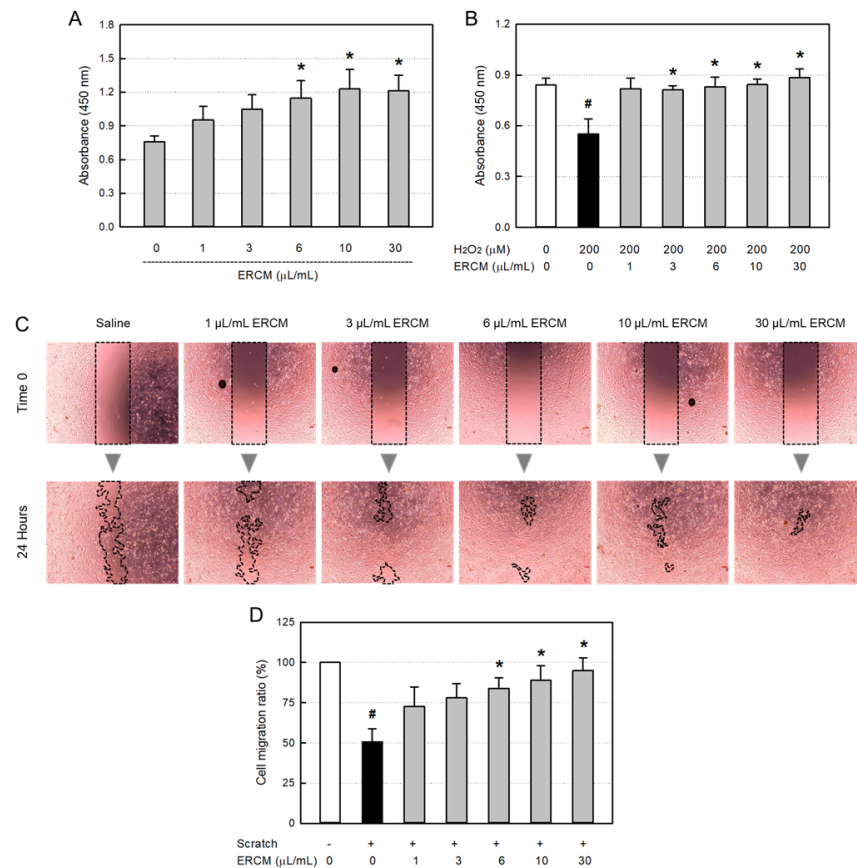 A
Absorbance (450 nm)
1.8
1.5
1.2
0.9
0.6
0.3
0.0
* * *
0 1 3 6 10 30
ERCM (µL/mL)
B
Absorbance (450 nm)
1.2
0.9
0.6
0.3
0.0
# * * * *
H₂O₂ (µM) 0 200 200 200 200 200 200
ERCM (µL/mL) 0 0 1 3 6 10 30
C
Saline 1 µL/mL ERCM 3 µL/mL ERCM 6 µL/mL ERCM 10 µL/mL ERCM 30 µL/mL ERCM
Time 0
24 Hours
D
Cell migration ratio (%)
125
100
75
50
25
0
# * * *
Scratch - + + + + + +
ERCM (µL/mL) 0 0 1 3 6 10 30